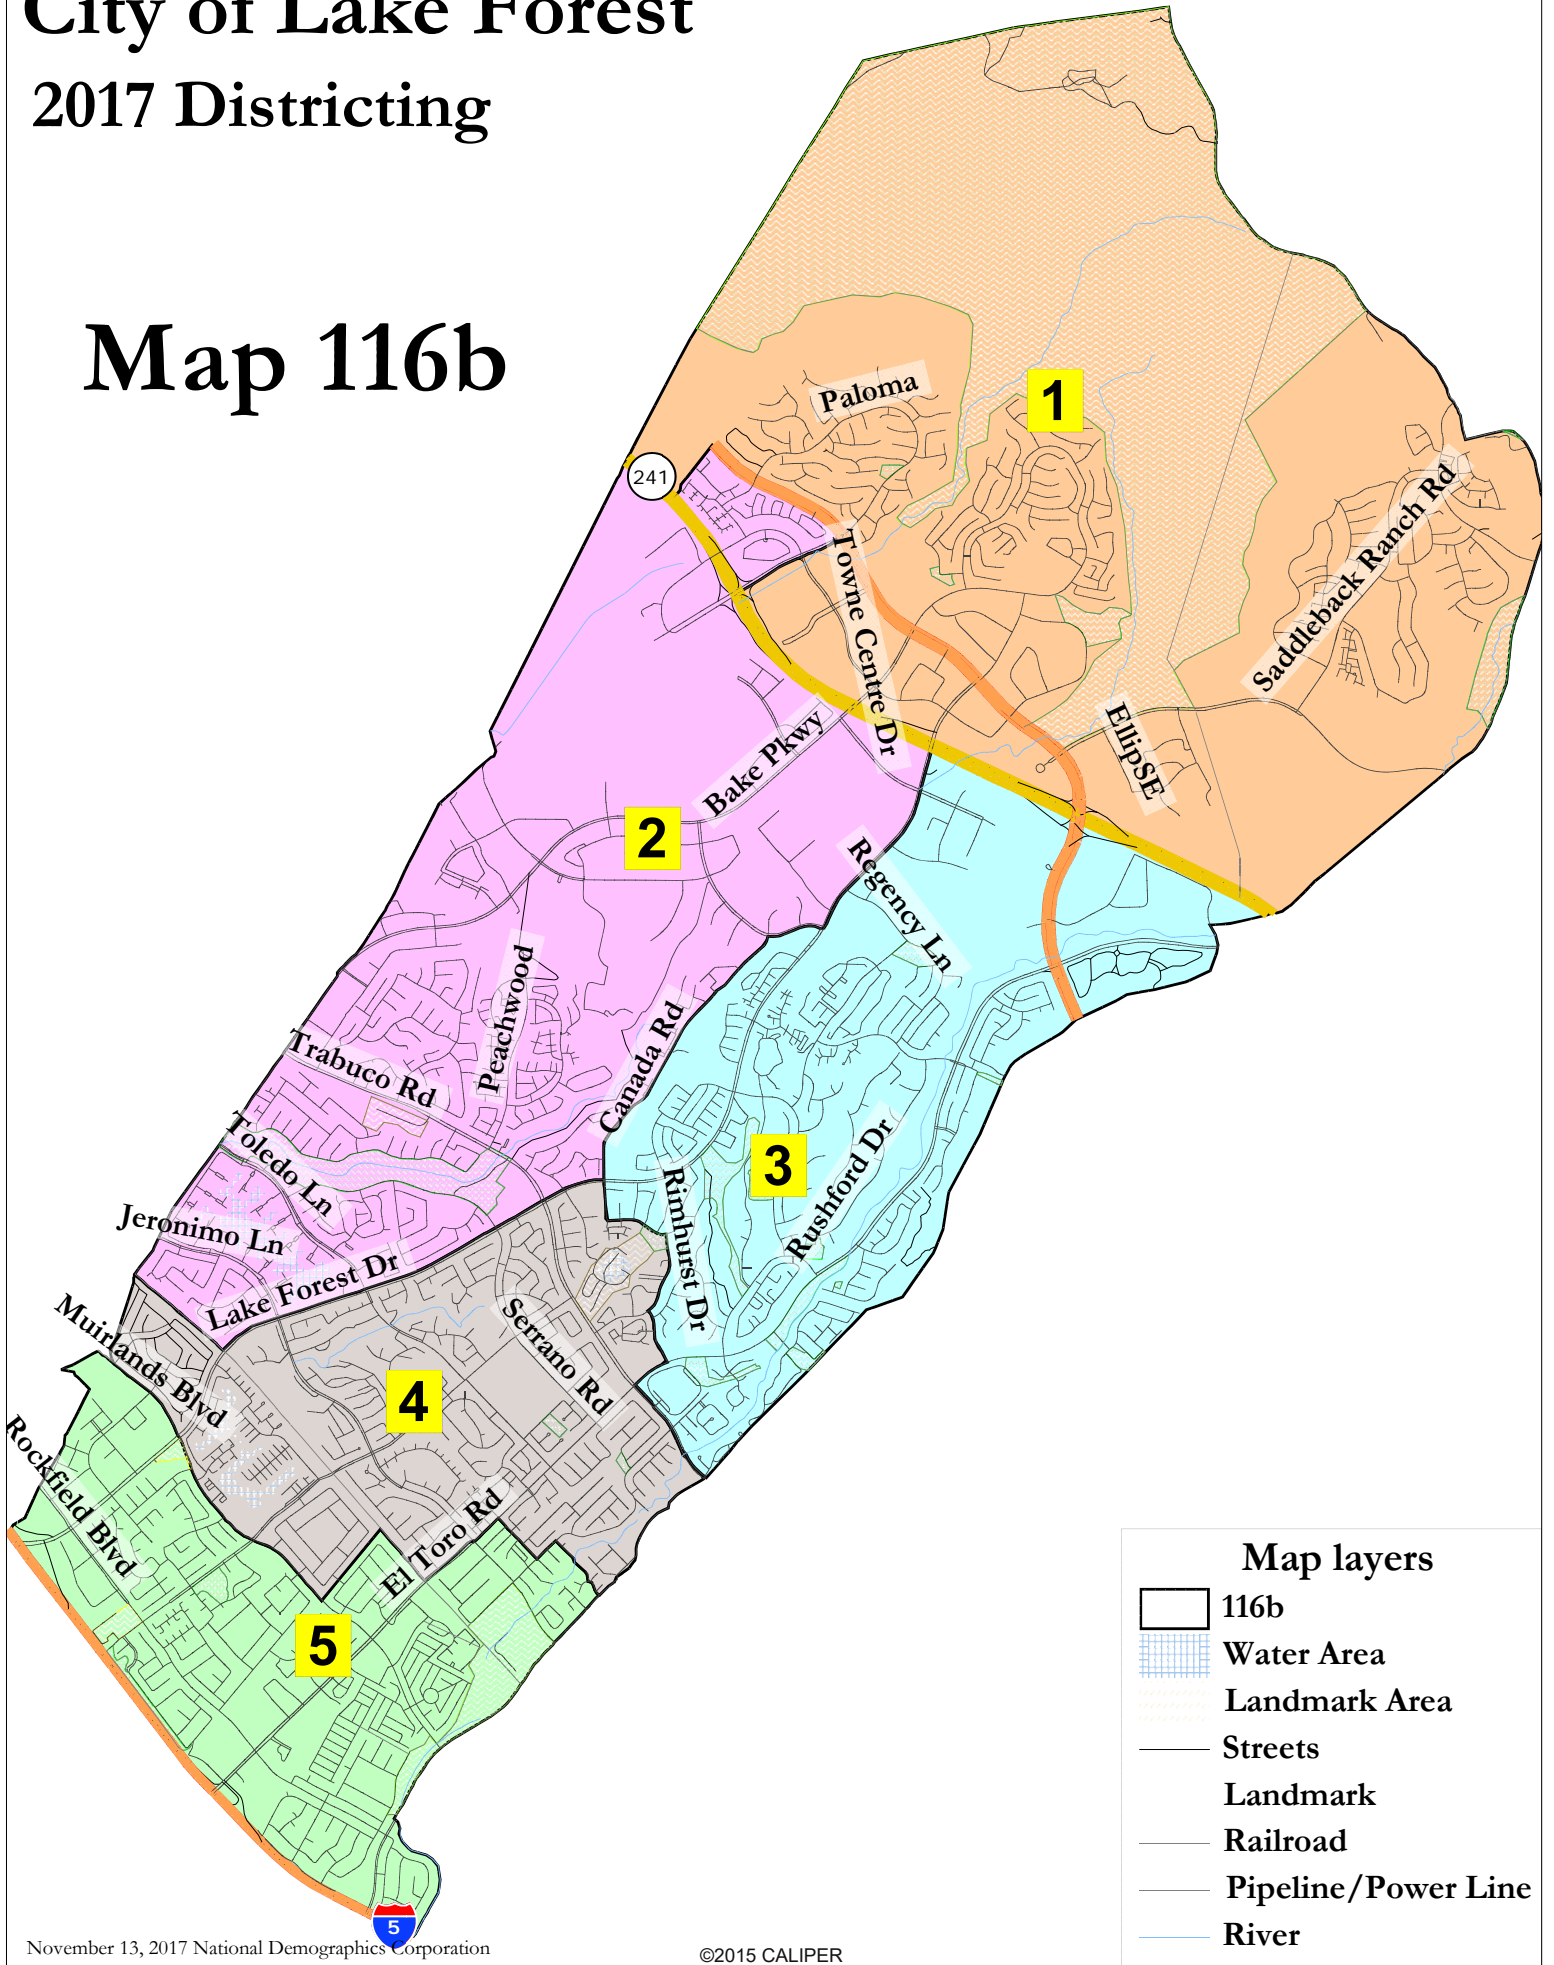 City of Lake Forest
2017 Districting
Map 116b
Paloma
1
241
Saddleback Ranch Rd
Towne Centre Dr
EllipSE
Bake Pkwy
2
Regency Ln
Peachwood
Canada Rd
Trabuco Rd
Toledo Ln
3
Rushford Dr
Rimhurst Dr
Jeronimo Ln
Lake Forest Dr
Muirlands Blvd
Serrano Rd
4
Rockfield Blvd
El Toro Rd
5
Map layers
116b
Water Area
Landmark Area
Streets
Landmark
Railroad
Pipeline/Power Line
River
5
November 13, 2017 National Demographics Corporation
©2015 CALIPER